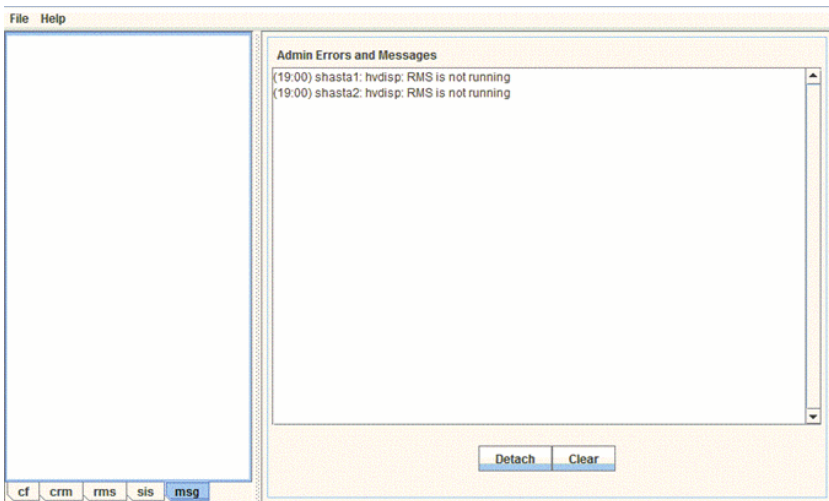 File Help
Admin Errors and Messages
(19:00) shasta1: hvdisp: RMS is not running
(19:00) shasta2: hvdisp: RMS is not running
Detach Clear
cf crm rms sis msg